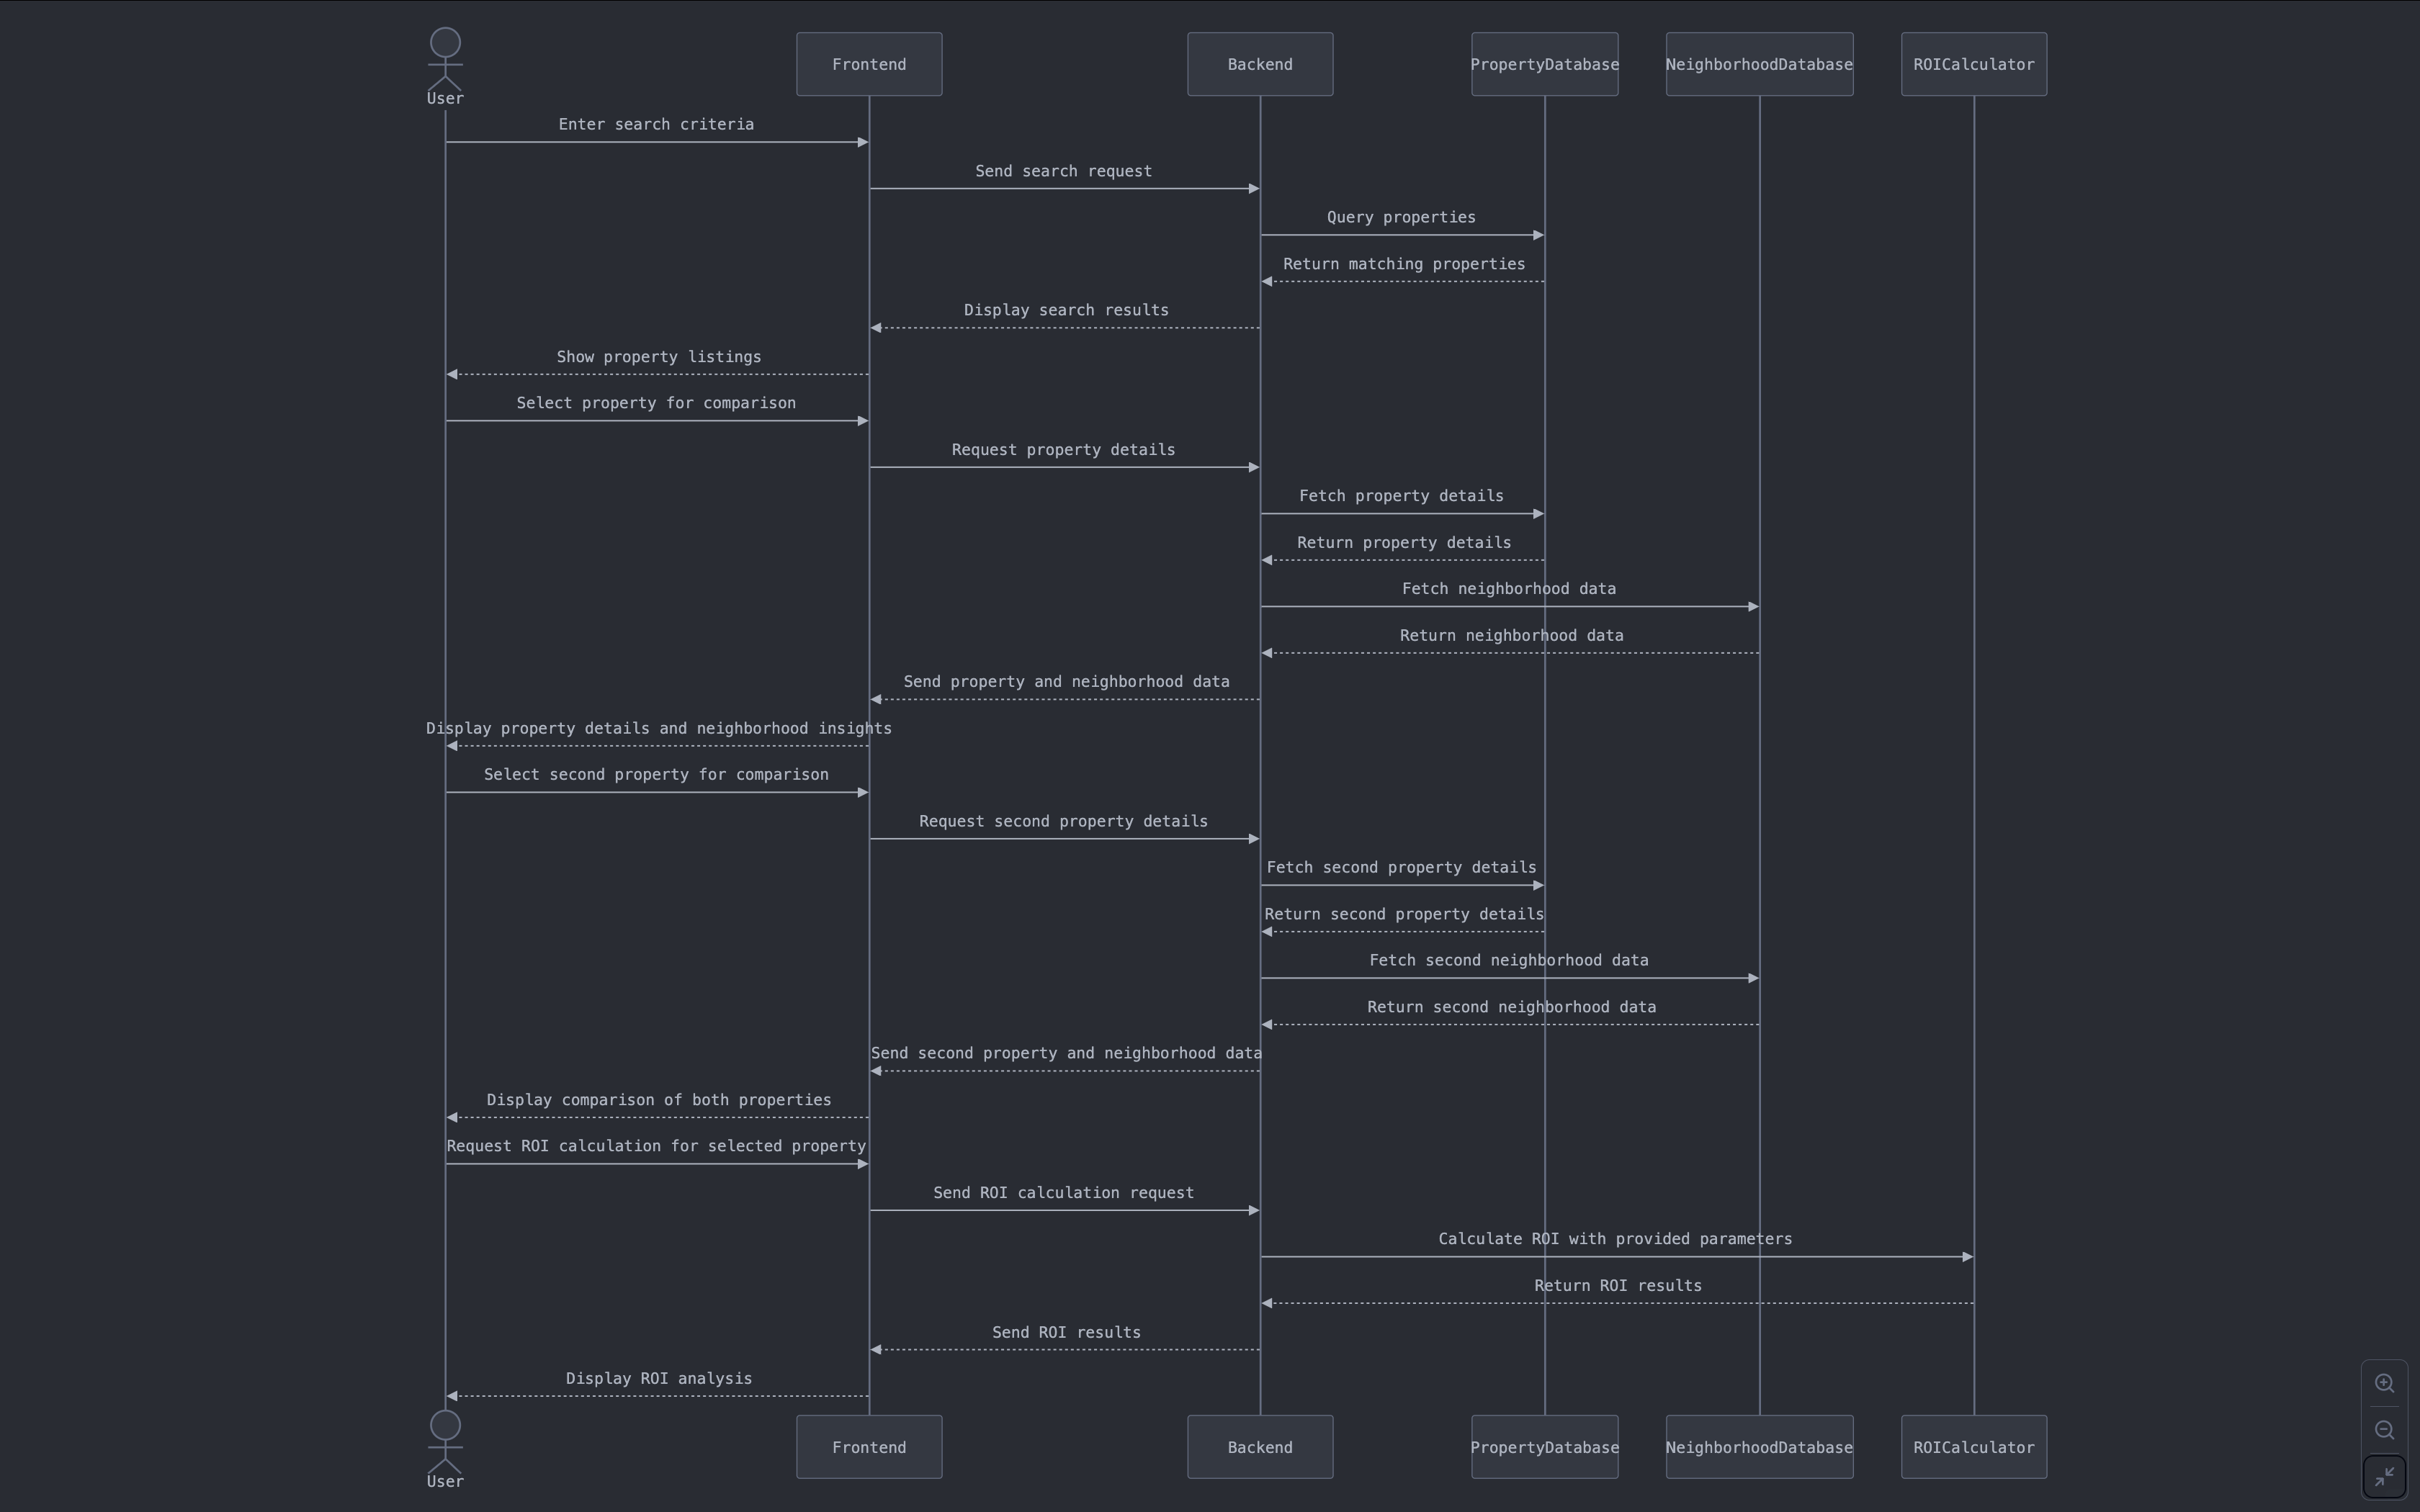 User
Frontend
Backend
PropertyDatabase
NeighborhoodDatabase
ROICalculator
Enter search criteria
Send search request
Query properties
Return matching properties
Display search results
Show property listings
Select property for comparison
Request property details
Fetch property details
Return property details
Fetch neighborhood data
Return neighborhood data
Send property and neighborhood data
Display property details and neighborhood insights
Select second property for comparison
Request second property details
Fetch second property details
Return second property details
Fetch second neighborhood data
Return second neighborhood data
Send second property and neighborhood data
Display comparison of both properties
Request ROI calculation for selected property
Send ROI calculation request
Calculate ROI with provided parameters
Return ROI results
Send ROI results
Display ROI analysis
User
Frontend
Backend
PropertyDatabase
NeighborhoodDatabase
ROICalculator